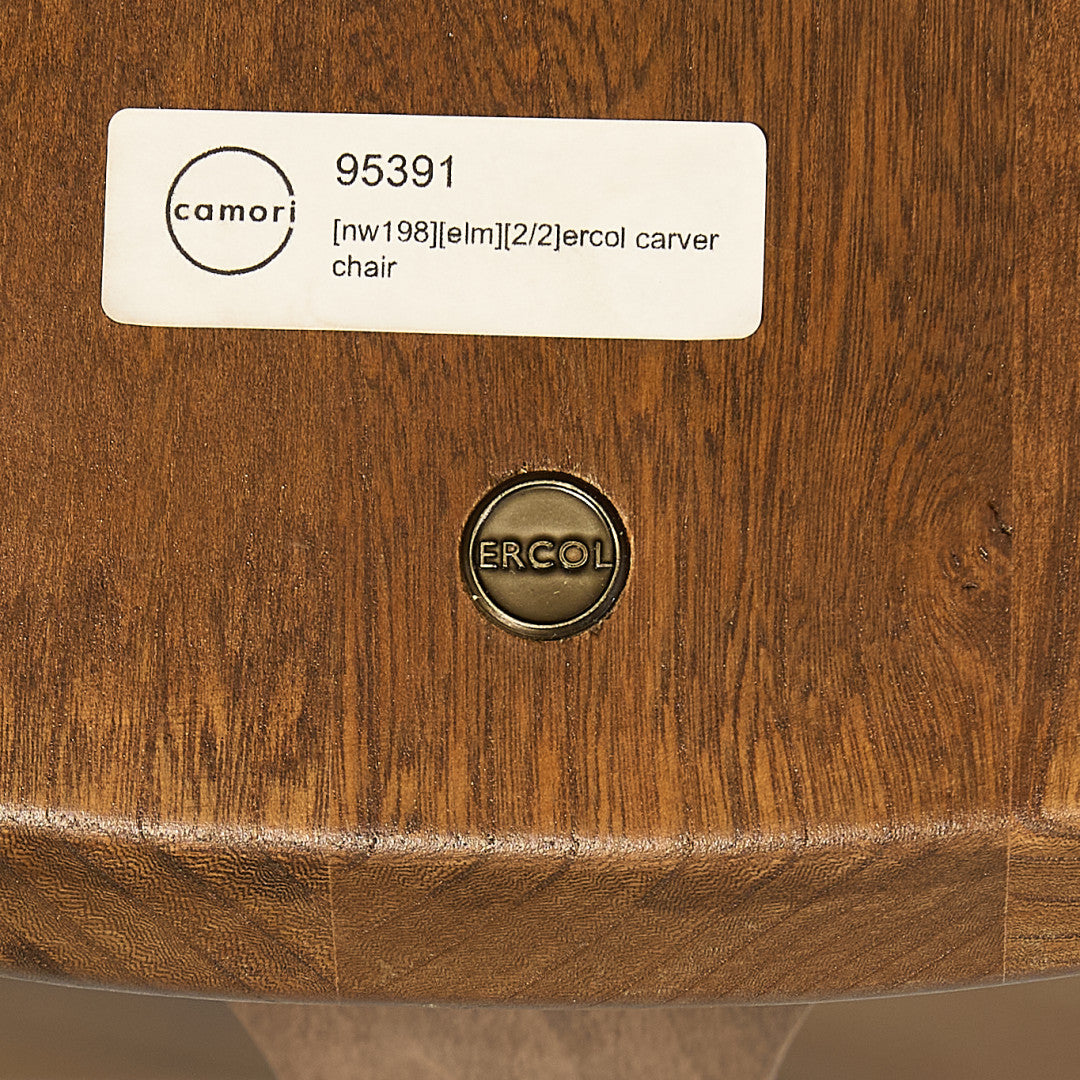 camori
95391
[nw198][elm][2/2]ercol carver
chair
ERCOL